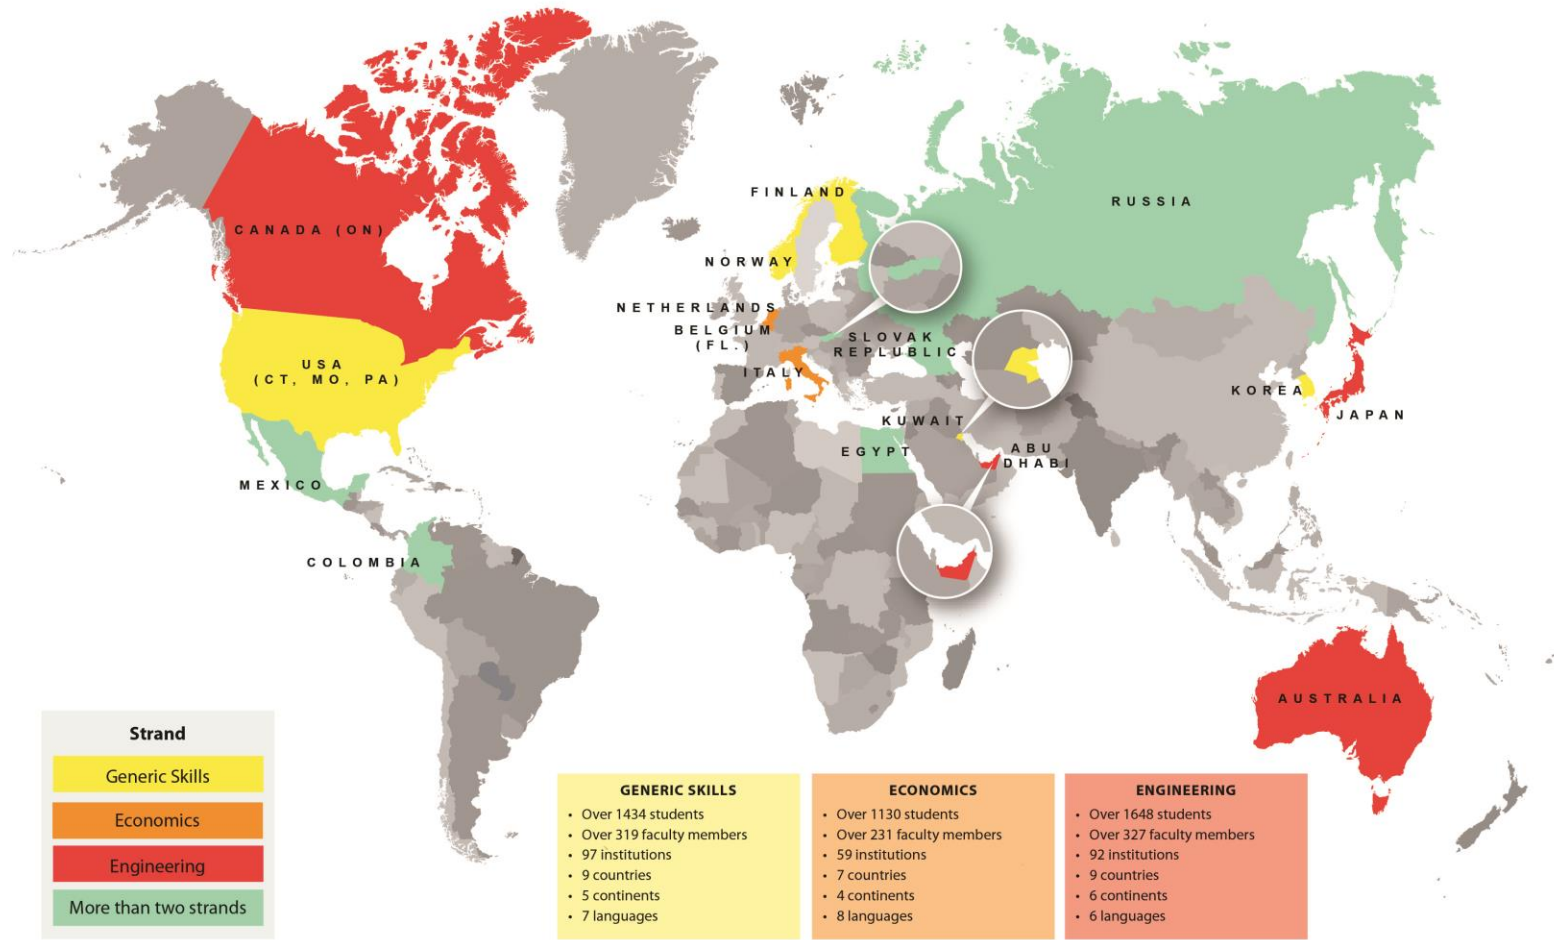 FINLAND
RUSSIA
CANADA (ON)
NORWAY
NETHERLANDS
BELGIUM
(FL.)
SLOVAK
REPLUBLIC
USA
(CT, MO, PA)
ITALY
KOREA
JAPAN
KUWAIT
EGYPT
ABU
DHABI
MEXICO
COLOMBIA
AUSTRALIA
Strand
Generic Skills
Economics
Engineering
More than two strands
GENERIC SKILLS
• Over 1434 students
• Over 319 faculty members
• 97 institutions
• 9 countries
• 5 continents
• 7 languages
ECONOMICS
• Over 1130 students
• Over 231 faculty members
• 59 institutions
• 7 countries
• 4 continents
• 8 languages
ENGINEERING
• Over 1648 students
• Over 327 faculty members
• 92 institutions
• 9 countries
• 6 continents
• 6 languages